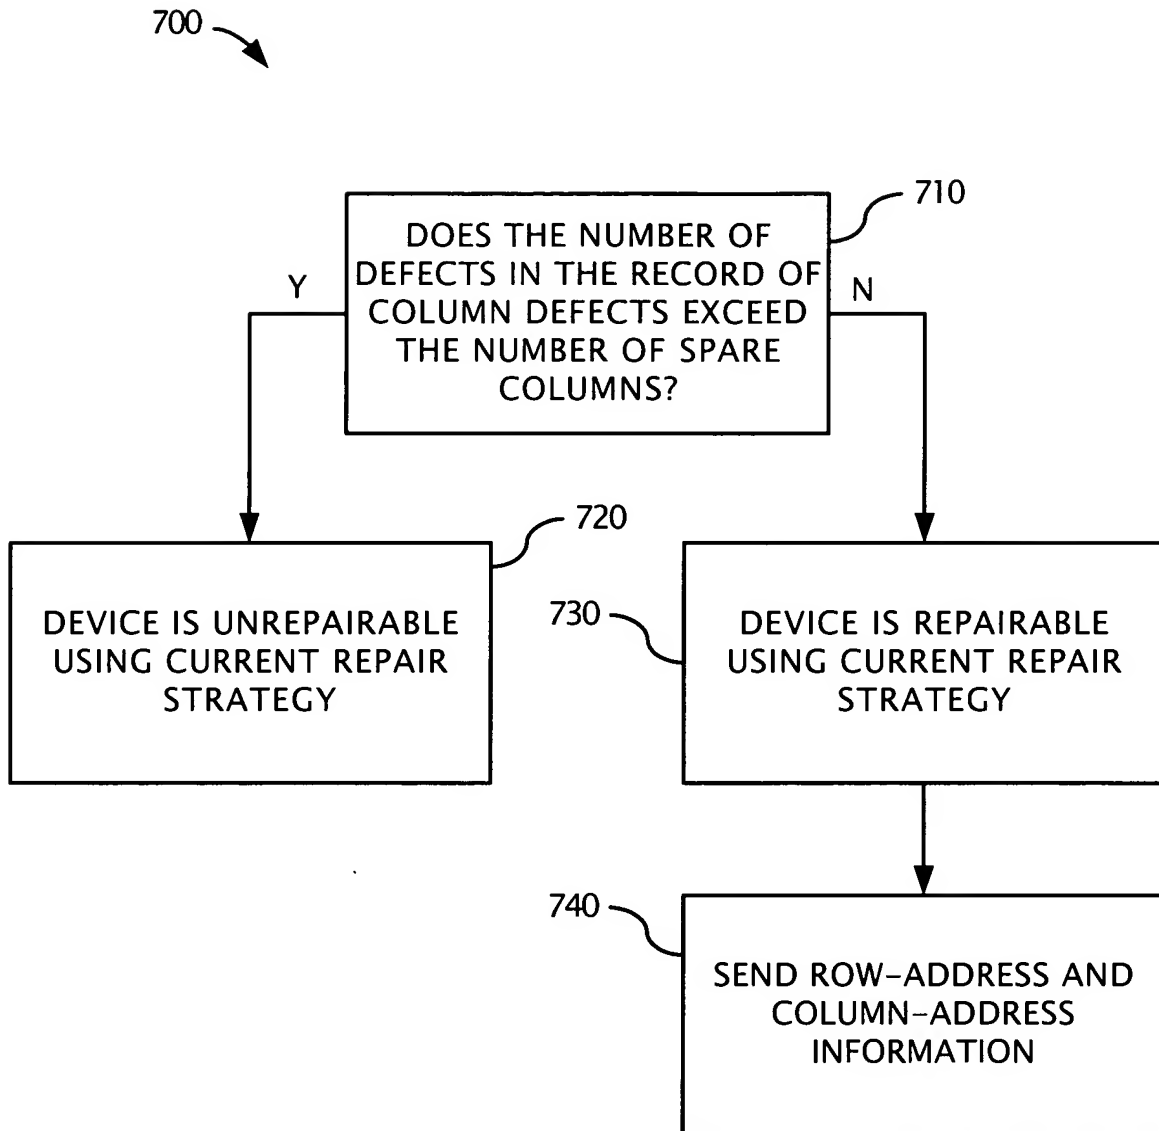 700
710
DOES THE NUMBER OF
DEFECTS IN THE RECORD OF
COLUMN DEFECTS EXCEED
THE NUMBER OF SPARE
COLUMNS?
Y
N
720
DEVICE IS UNREPAIRABLE
USING CURRENT REPAIR
STRATEGY
730
DEVICE IS REPAIRABLE
USING CURRENT REPAIR
STRATEGY
740
SEND ROW-ADDRESS AND
COLUMN-ADDRESS
INFORMATION